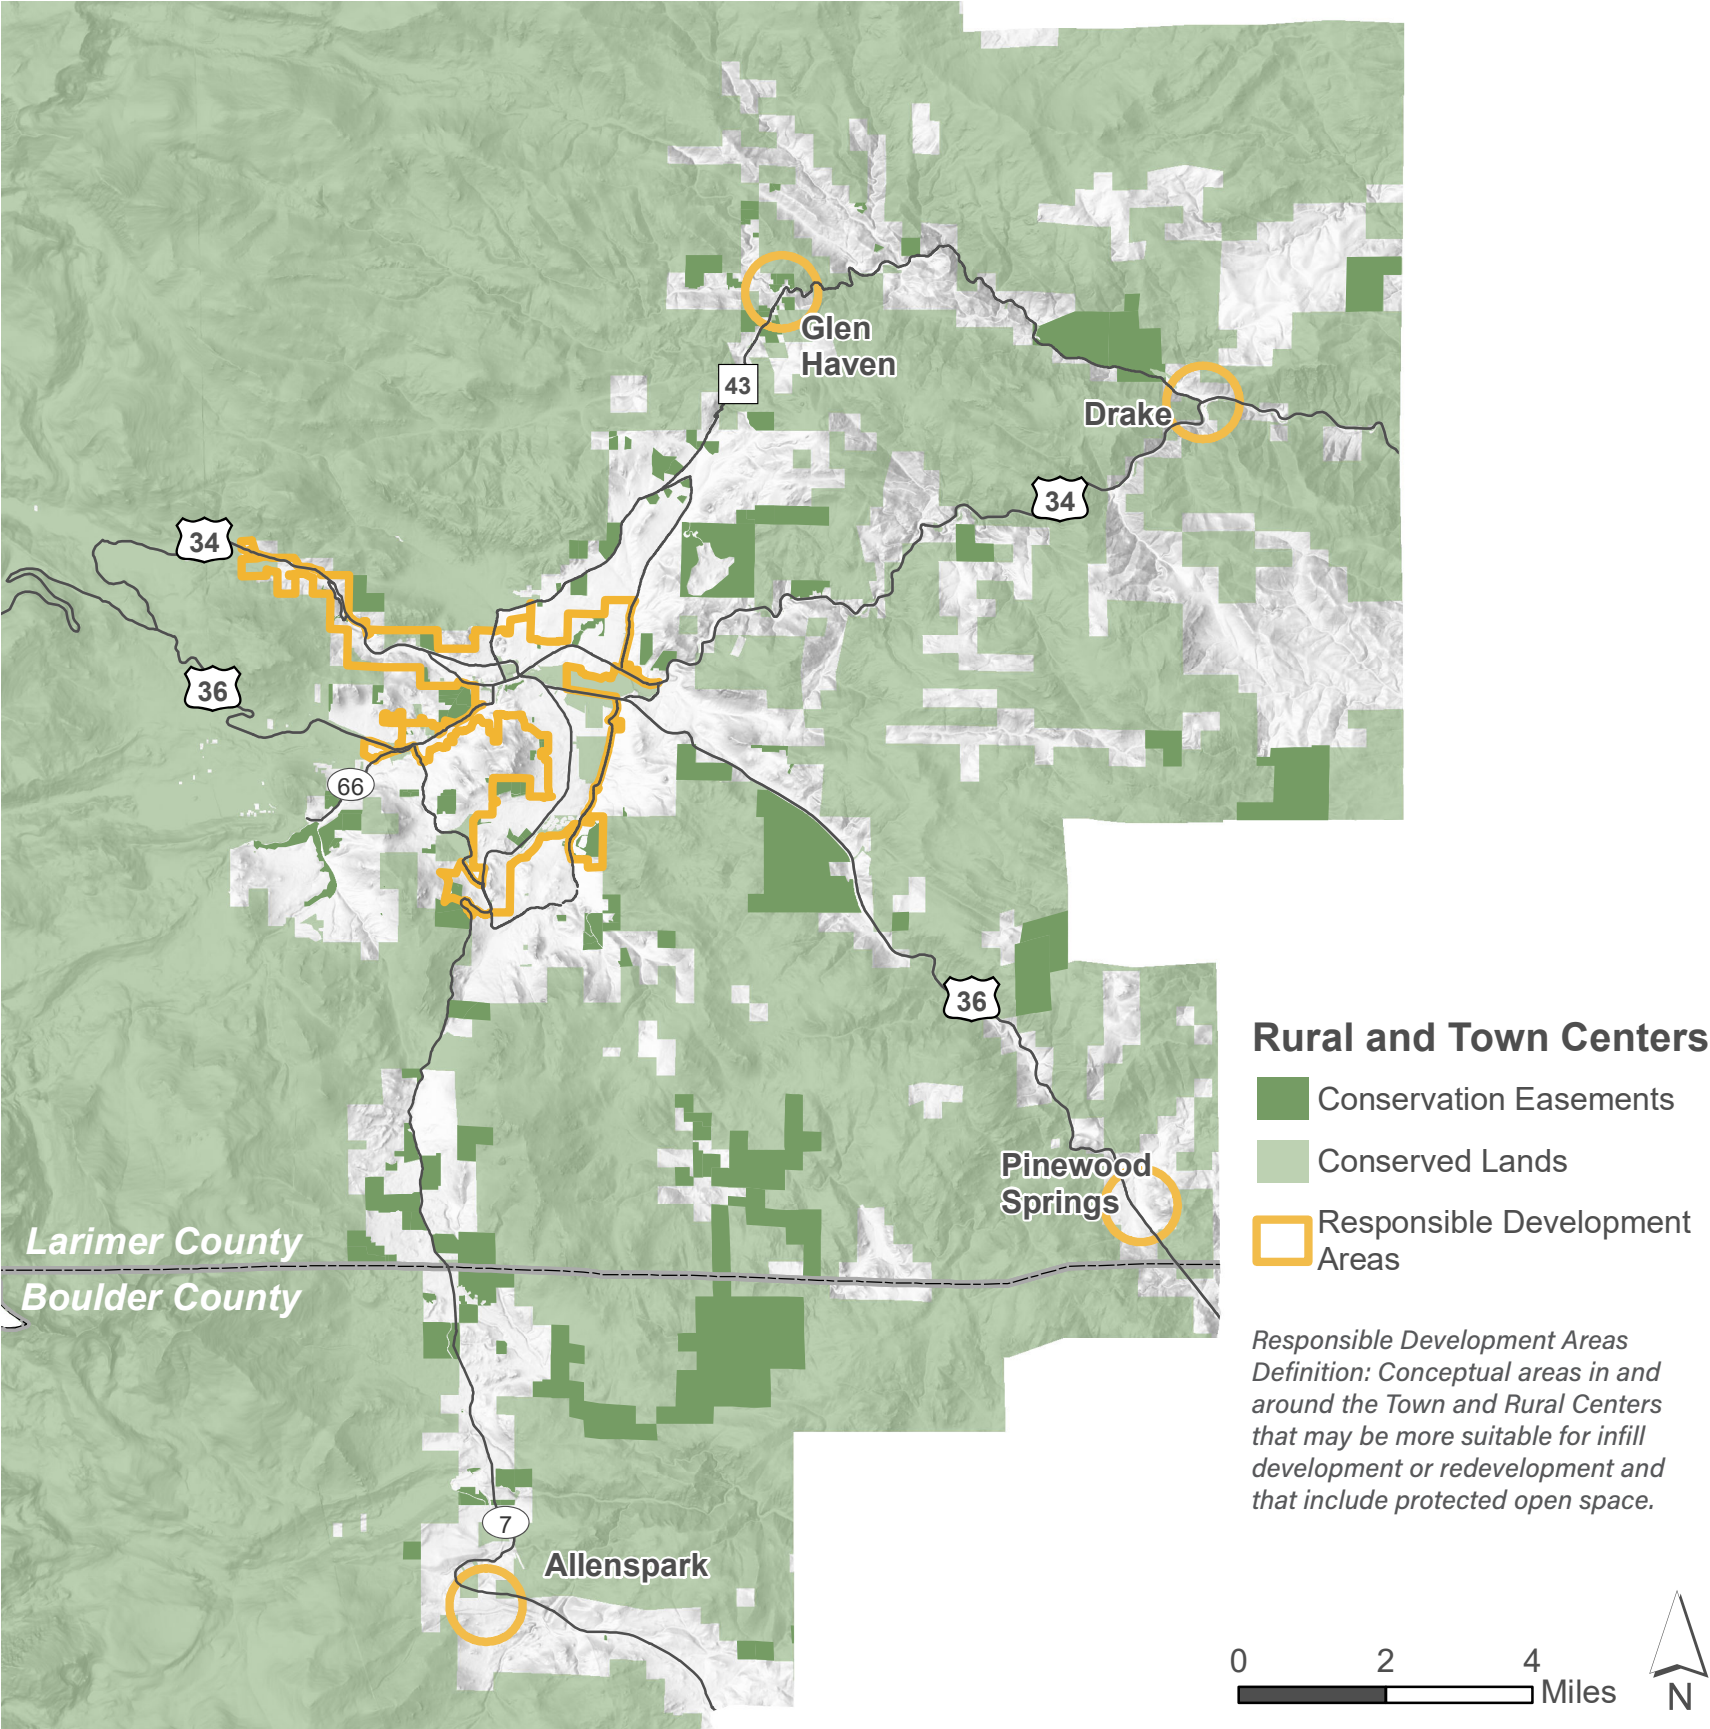 Glen
Haven
43
Drake
34
34
36
66
36
Rural and Town Centers
Conservation Easements
Conserved Lands
Responsible Development
Areas
Pinewood
Springs
Larimer County
Boulder County
Responsible Development Areas
Definition: Conceptual areas in and
around the Town and Rural Centers
that may be more suitable for infill
development or redevelopment and
that include protected open space.
7
Allenspark
0 2 4
Miles
N